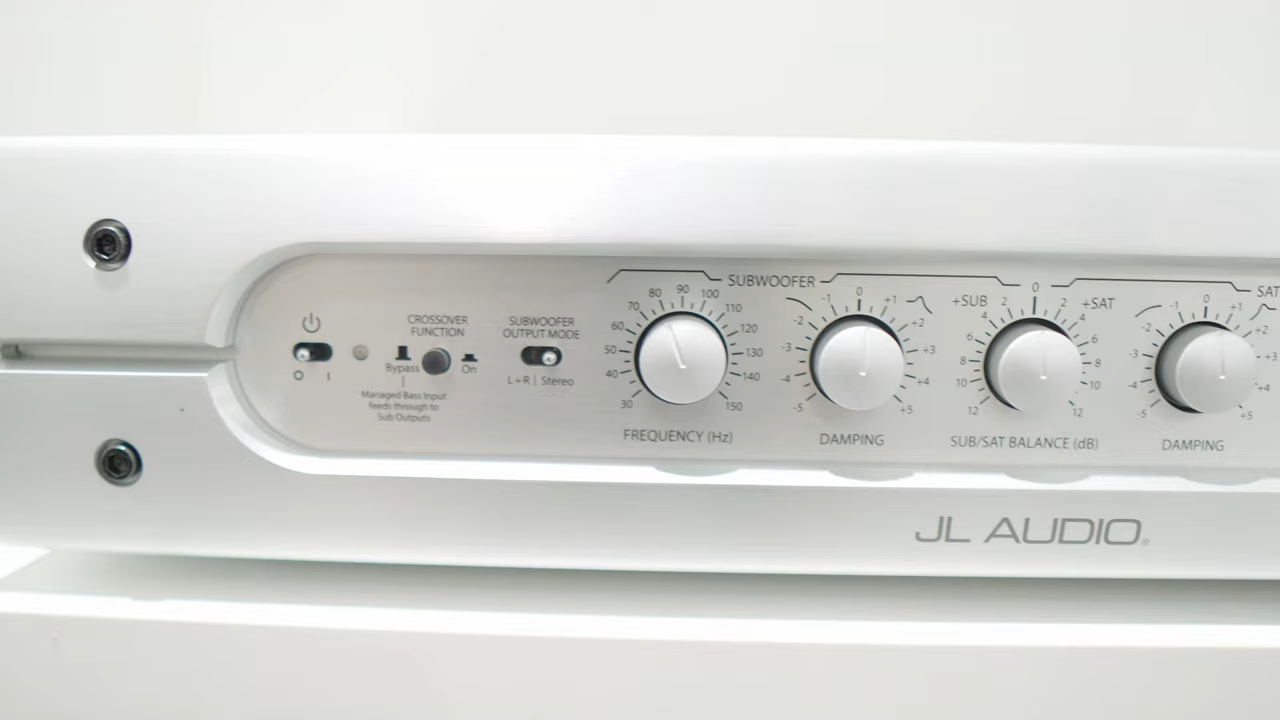 SUBWOOFER
SAT
CROSSOVER
FUNCTION
Bypass
On
Managed Bass Input
feeds through to
Sub Outputs
SUBWOOFER
OUTPUT MODE
L+R | Stereo
O I
30 40 50 60 70 80 90 100 110 120 130 140 150
FREQUENCY (Hz)
-5 -4 -3 -2 -1 0 +1 +2 +3 +4 +5
DAMPING
+SUB 0 +SAT
12 10 8 6 4 2 2 4 6 8 10 12
SUB/SAT BALANCE (dB)
-5 -4 -3 -2 -1 0 +1 +2 +3 +4 +5
DAMPING
JL AUDIO®